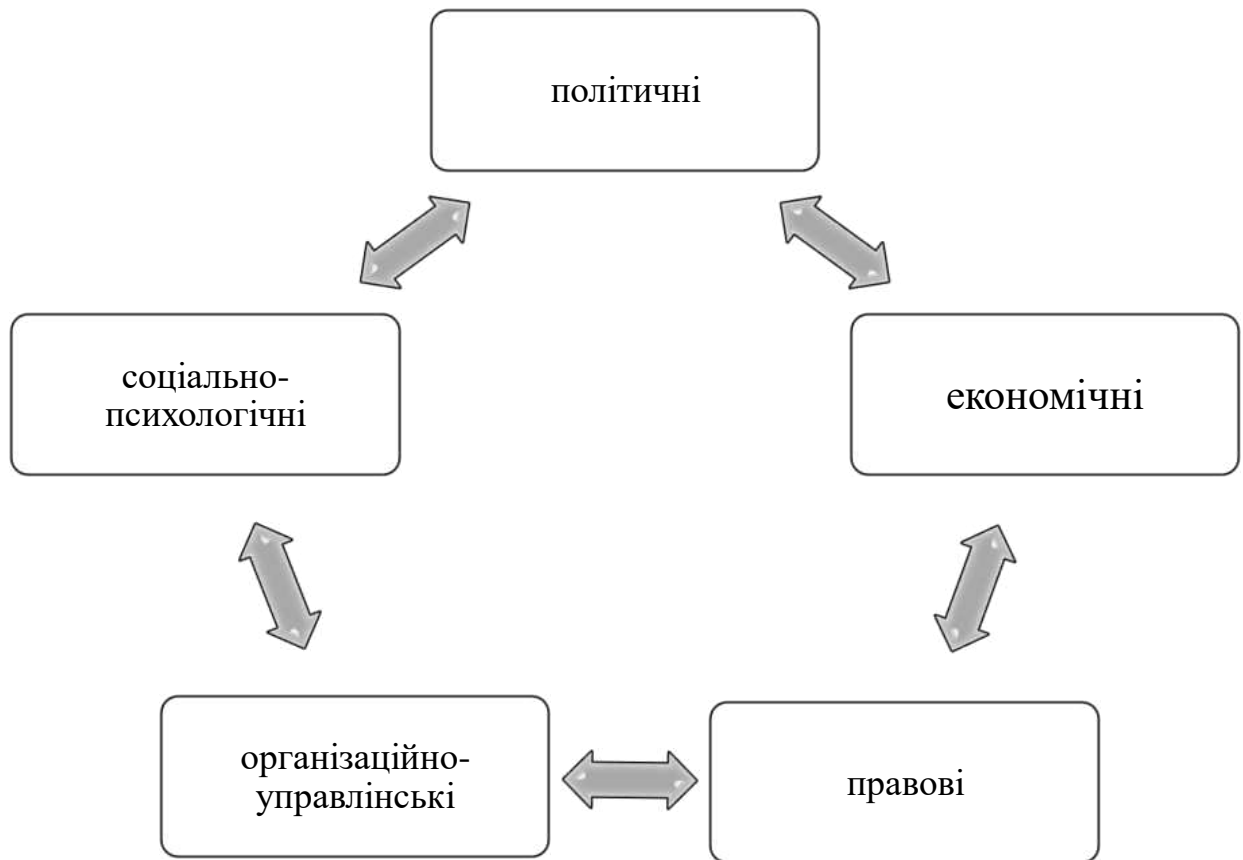 політичні
соціально-
психологічні
економічні
організаційно-
управлінські
правові